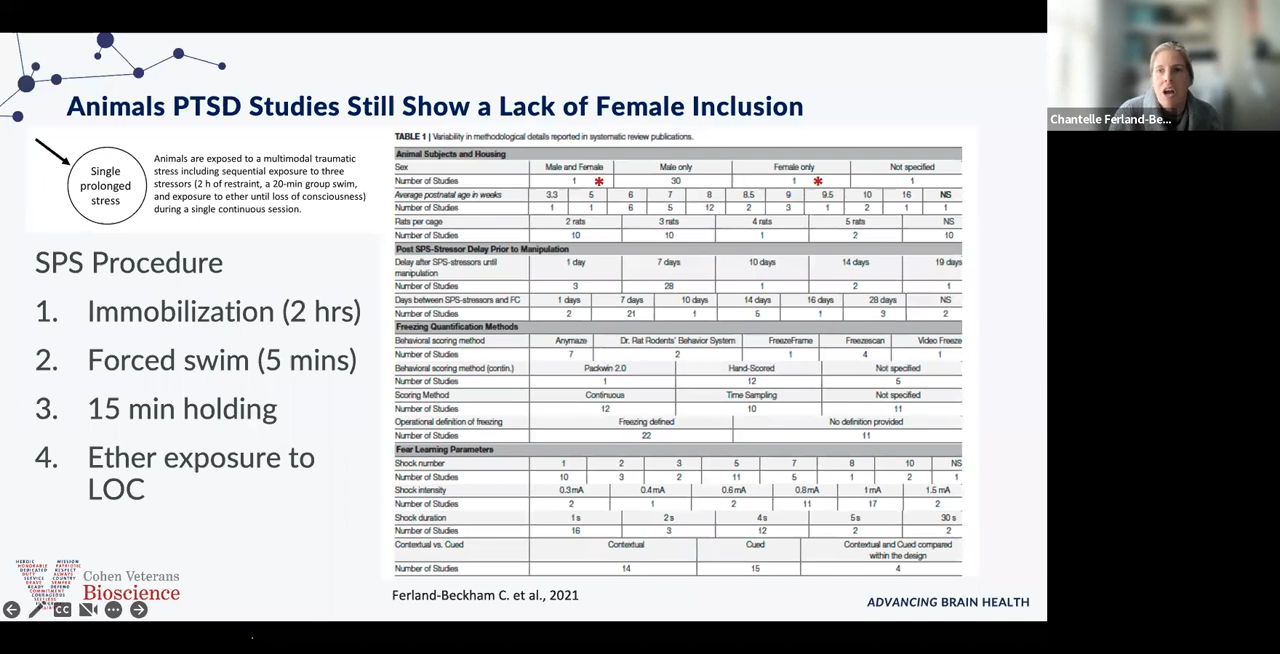 Animals PTSD Studies Still Show a Lack of Female Inclusion
Single
prolonged
stress
Animals are exposed to a multimodal traumatic
stress including sequential exposure to three
stressors (2 h of restraint, a 20-min group swim,
and exposure to ether until loss of consciousness)
during a single continuous session.
SPS Procedure
1. Immobilization (2 hrs)
2. Forced swim (5 mins)
3. 15 min holding
4. Ether exposure to
LOC
TABLE 1 | Variability in methodological details reported in systematic review publications.
Animal Subjects and Housing
Sex Male and Female Male only Female only Not specified
Number of Studies 1 * 30 1 * 1
Average postnatal age in weeks 3.3 5 6 7 8 8.5 9 9.5 10 16 NS
Number of Studies 1 1 6 5 12 2 3 1 2 1 1
Rats per cage 2 rats 3 rats 4 rats 5 rats NS
Number of Studies 10 10 1 2 10
Post SPS-Stressor Delay Prior to Manipulation
Delay after SPS-stressors until 1 day 7 days 10 days 14 days 19 days
manipulation
Number of Studies 3 28 1 2 1
Days between SPS-stressors and FC 1 days 7 days 10 days 14 days 16 days 28 days NS
Number of Studies 2 21 1 5 1 3 2
Freezing Quantification Methods
Behavioral scoring method Anymaze Dr. Rat Rodents' Behavior System FreezeFrame Freezescan Video Freeze
Number of Studies 7 2 1 4 1
Behavioral scoring method (contin.) Packwin 2.0 Hand-Scored Not specified
Number of Studies 1 12 5
Scoring Method Continuous Time Sampling Not specified
Number of Studies 12 10 11
Operational definition of freezing Freezing defined No definition provided
Number of Studies 22 11
Fear Learning Parameters
Shock number 1 2 3 5 7 8 10 NS
Number of Studies 10 3 2 11 5 1 2 1
Shock intensity 0.3mA 0.4mA 0.6mA 0.8mA 1mA 1.5mA
Number of Studies 2 1 2 11 17 2
Shock duration 1s 2s 4s 5s 30s
Number of Studies 16 3 12 2 2
Contextual vs. Cued Contextual Cued Contextual and Cued compared
within the design
Number of Studies 14 15 4
Ferland-Beckham C. et al., 2021
Cohen Veterans
Bioscience
ADVANCING BRAIN HEALTH
CC
Chantelle Ferland-Be...